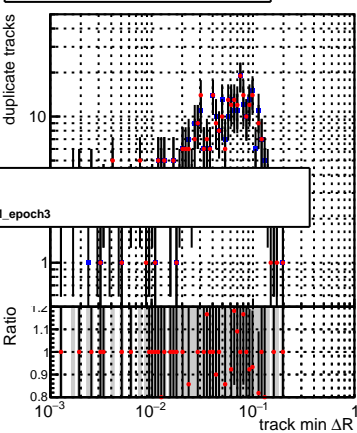 duplicate tracks
10
l_epoch3
1
Ratio
1.2
1.1
1
0.9
0.8
10⁻³
10⁻²
10⁻¹
1
track min ΔR